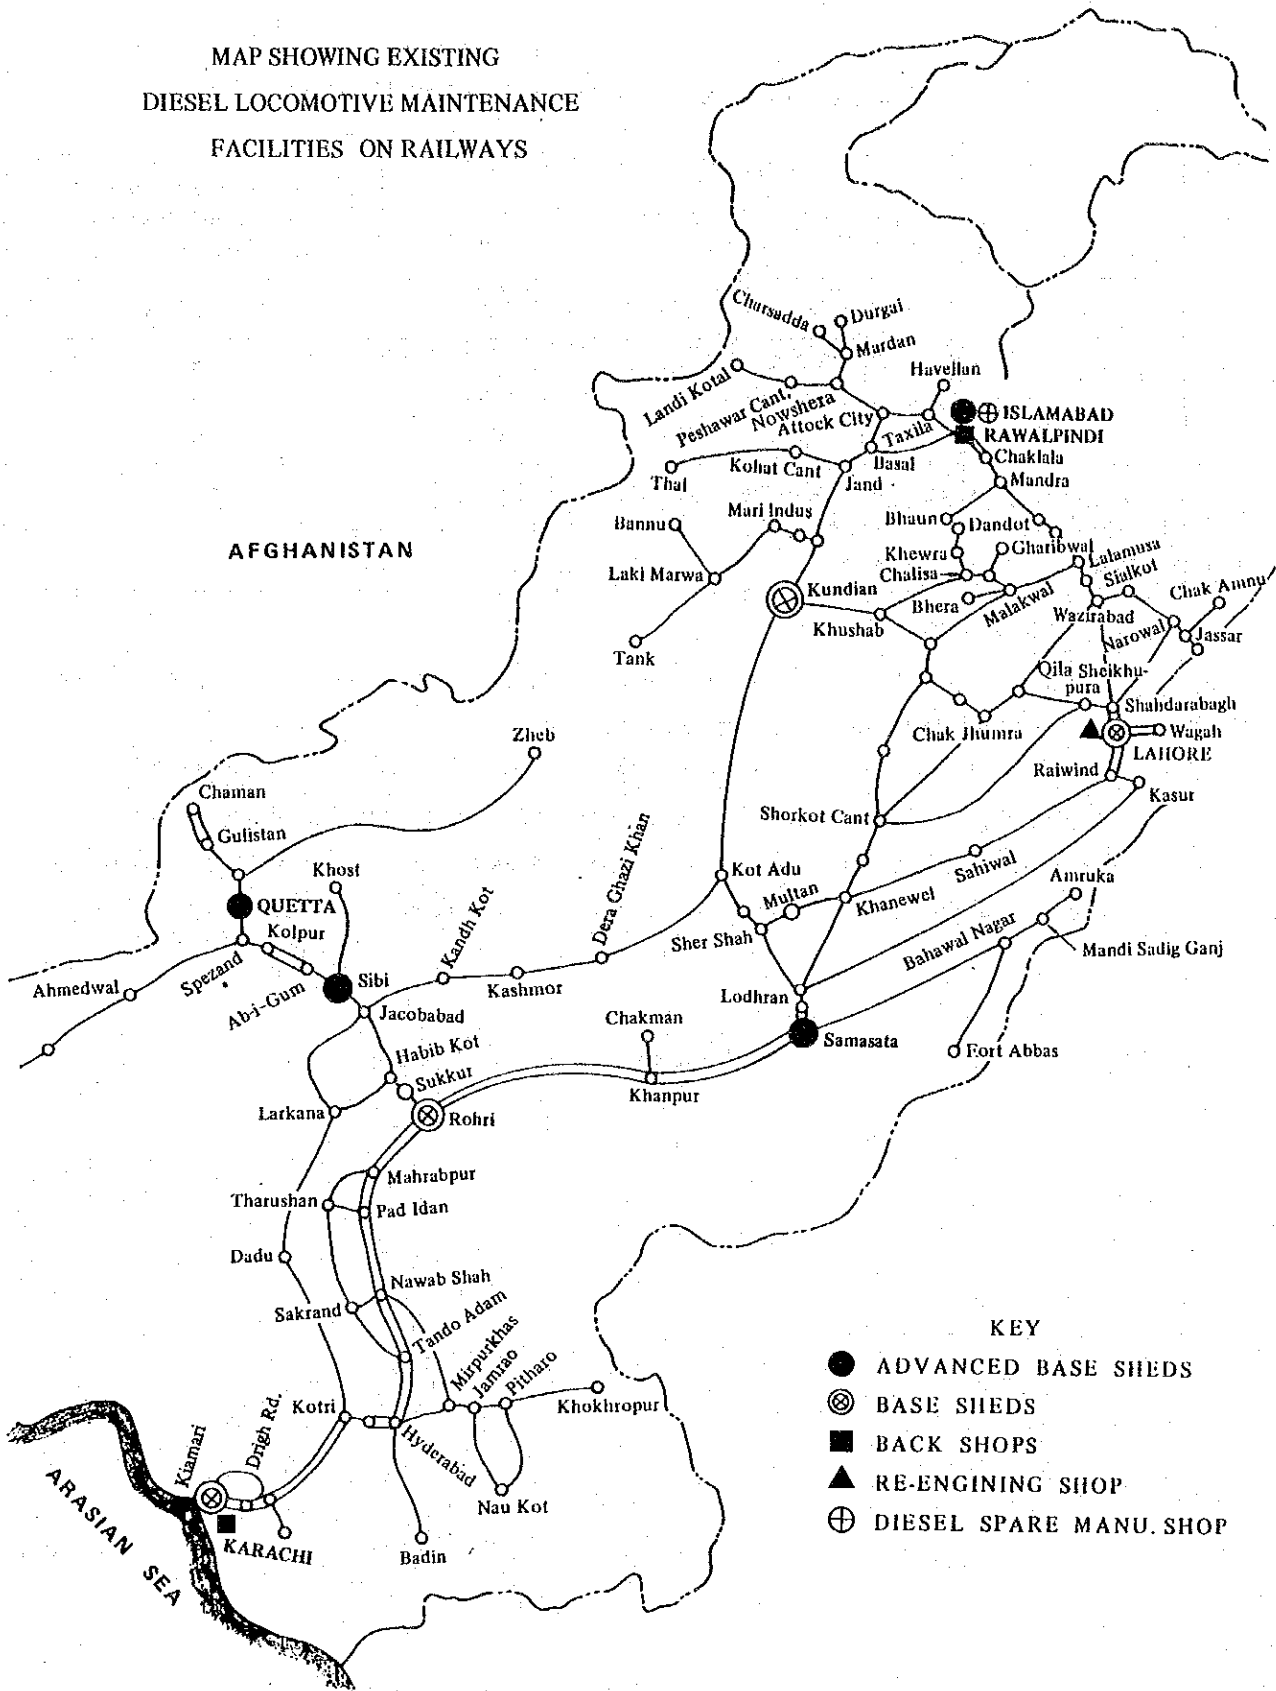 MAP SHOWING EXISTING
DIESEL LOCOMOTIVE MAINTENANCE
FACILITIES ON RAILWAYS
Charsadda
Durgai
Mardan
Havellan
Landi Kotal
Peshawar Cant.
Nowshera
Attock City
Taxila
ISLAMABAD
RAWALPINDI
Chaklala
Mandra
Thal
Kohat Cant
Basal
Jand
Bannu
Mari Indus
Bhaun
Dandot
AFGHANISTAN
Khewra
Gharibwal
Lalamusa
Sialkot
Laki Marwa
Chalisa
Kundian
Bhera
Malakwal
Wazirabad
Chak Amnu
Khushab
Narowal
Jassar
Tank
Qila Sheikhu-
pura
Shahdarabagh
Zheb
Chak Jhumra
Wagah
LAHORE
Raiwind
Kasur
Chaman
Gulistan
Shorkot Cant
Khost
Dera Ghazi Khan
Kot Adu
Sahiwal
Amruka
Multan
QUETTA
Kandh Kot
Khanewel
Kolpur
Sher Shah
Bahawal Nagar
Mandi Sadig Ganj
Spezand
Ahmedwal
Ab-i-Gum
Sibi
Kashmor
Lodhran
Jacobabad
Chakman
Samasata
Habib Kot
Fort Abbas
Sukkur
Khanpur
Larkana
Rohri
Mahrabpur
Tharushan
Pad Idan
Dadu
Nawab Shah
Sakrand
Tando Adam
Mirpurkhas
Jamrao
Pitharo
KEY
ADVANCED BASE SHEDS
Kotri
Khokhropur
BASE SHEDS
Drigh Rd.
Hyderabad
BACK SHOPS
Kiamari
RE-ENGINING SHOP
Nau Kot
DIESEL SPARE MANU. SHOP
KARACHI
Badin
ARASIAN SEA